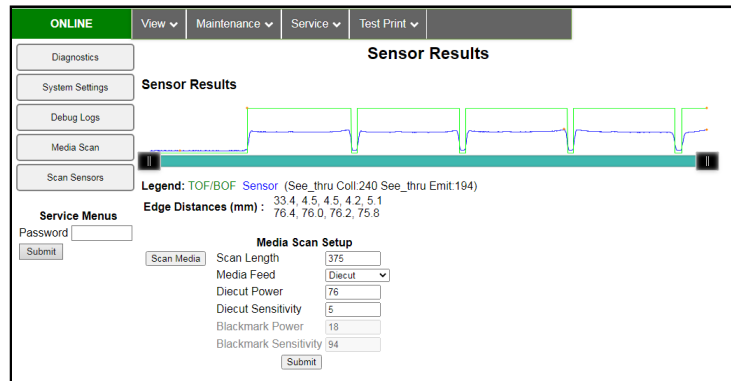 ONLINE View Maintenance Service Test Print
Diagnostics
System Settings
Debug Logs
Media Scan
Scan Sensors
Service Menus
Password
Submit
Sensor Results
Sensor Results
Legend: TOF/BOF Sensor (See_thru Coll:240 See_thru Emit:194)
Edge Distances (mm) : 33.4, 4.5, 4.5, 4.2, 5.1
76.4, 76.0, 76.2, 75.8
Media Scan Setup
Scan Media Scan Length 375
Media Feed Diecut
Diecut Power 76
Diecut Sensitivity 5
Blackmark Power 18
Blackmark Sensitivity 94
Submit